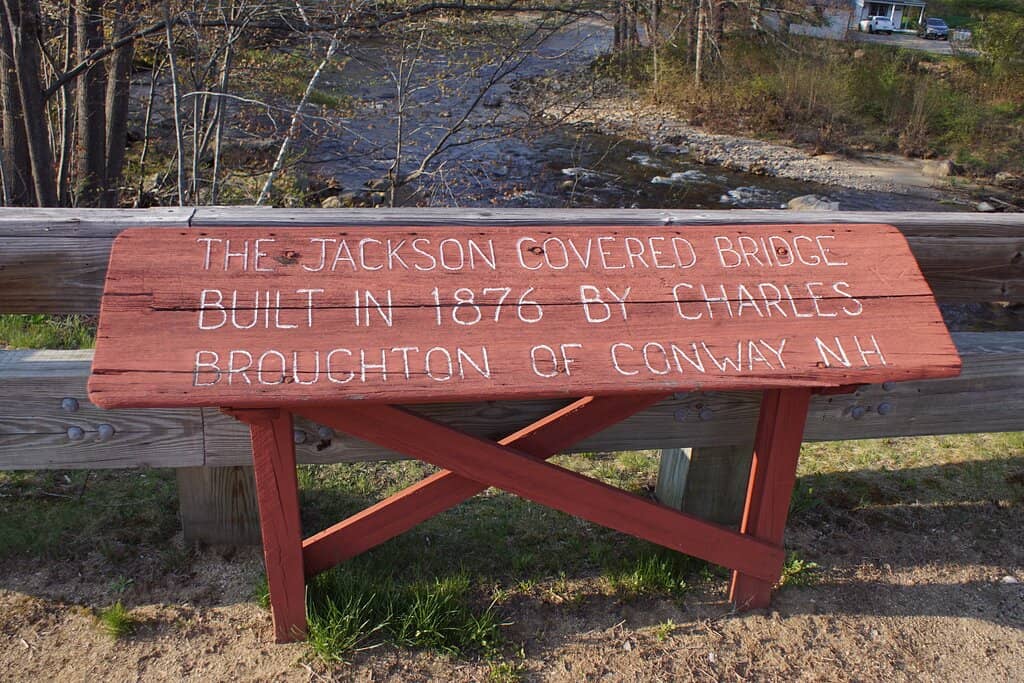 THE JACKSON COVERED BRIDGE
BUILT IN 1876 BY CHARLES
BROUGHTON OF CONWAY NH